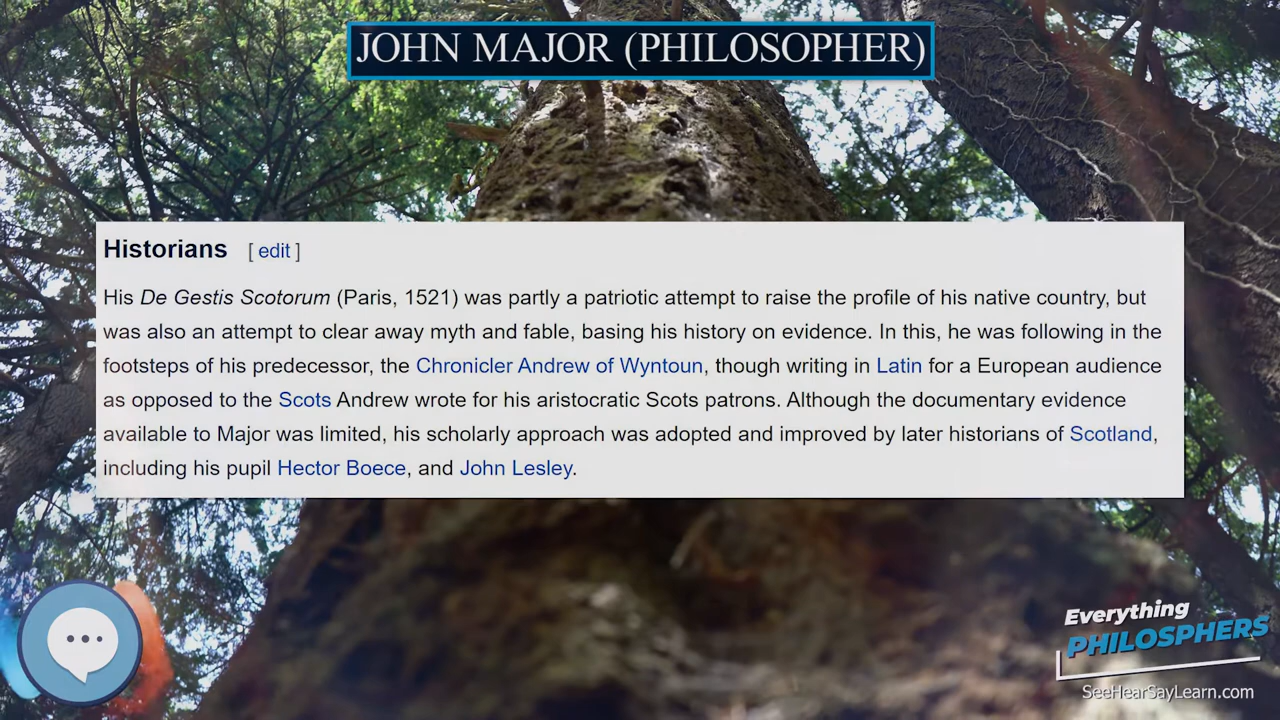 JOHN MAJOR (PHILOSOPHER)
Historians [ edit ]
His De Gestis Scotorum (Paris, 1521) was partly a patriotic attempt to raise the profile of his native country, but
was also an attempt to clear away myth and fable, basing his history on evidence. In this, he was following in the
footsteps of his predecessor, the Chronicler Andrew of Wyntoun, though writing in Latin for a European audience
as opposed to the Scots Andrew wrote for his aristocratic Scots patrons. Although the documentary evidence
available to Major was limited, his scholarly approach was adopted and improved by later historians of Scotland,
including his pupil Hector Boece, and John Lesley.
Everything
PHILOSPHERS
SeeHearSayLearn.com